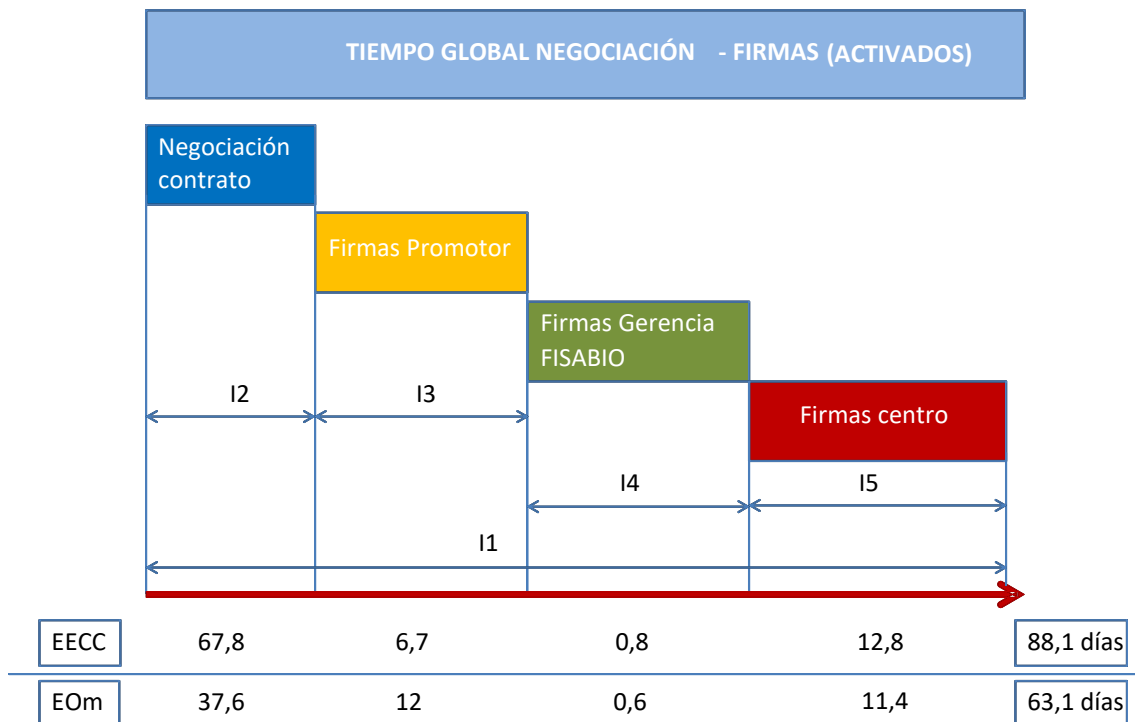 TIEMPO GLOBAL NEGOCIACIÓN - FIRMAS (ACTIVADOS)
Negociación
contrato
Firmas Promotor
Firmas Gerencia
FISABIO
Firmas centro
I2
I3
I4
I5
I1
EECC 67,8 6,7 0,8 12,8 88,1 días
EOm 37,6 12 0,6 11,4 63,1 días